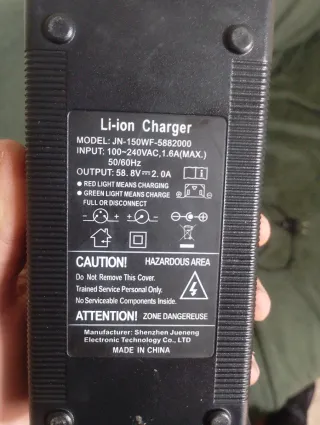 Li-ion Charger
MODEL: JN-150WF-5882000
INPUT: 100~240VAC,1.6A(MAX.)
50/60Hz
OUTPUT: 58.8V⎓2.0A
● RED LIGHT MEANS CHARGING
● GREEN LIGHT MEANS CHARGE
FULL OR DISCONNECT
CAUTION! HAZARDOUS AREA
Do Not Remove This Cover.
Trained Service Personal Only.
No Serviceable Components Inside.
ATTENTION! ZONE DANGEREUSE
Manufacturer: Shenzhen Jueneng
Electronic Technology Co., LTD
MADE IN CHINA